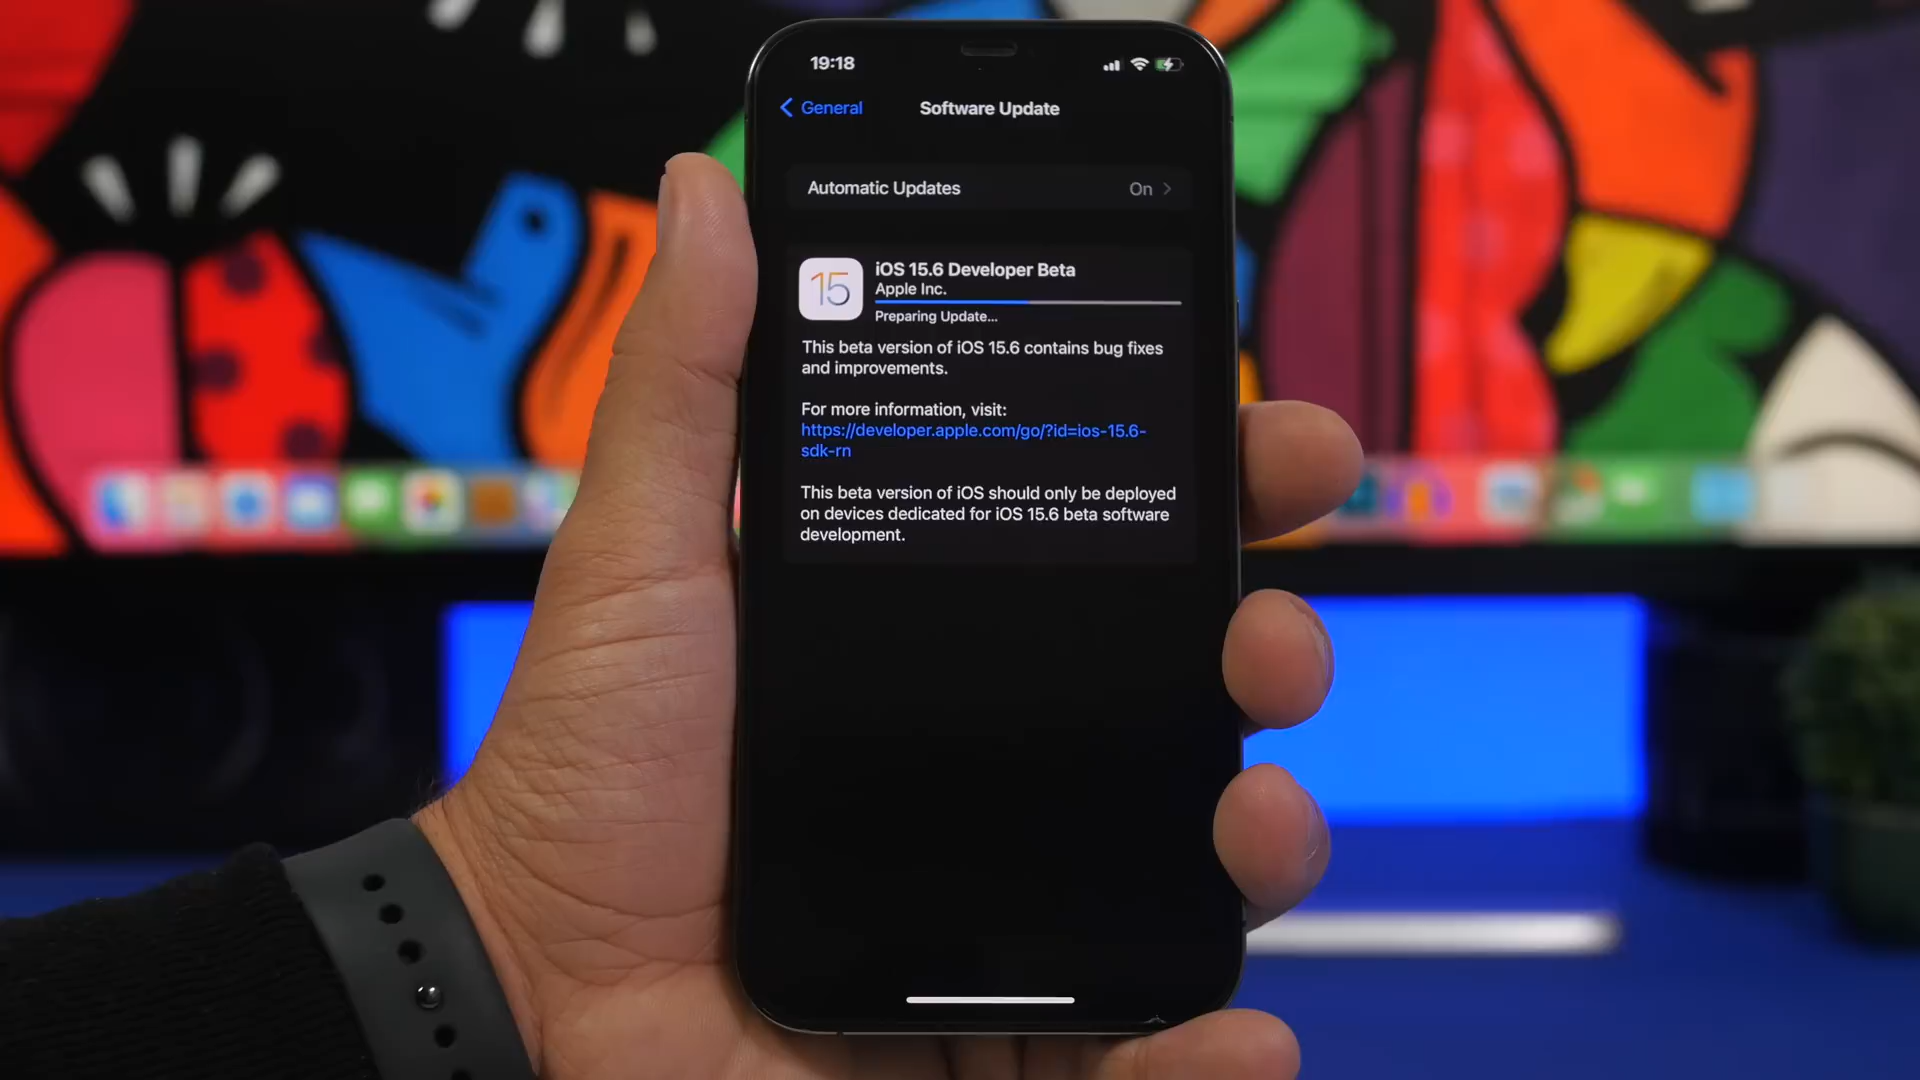 19:18
General
Software Update
Automatic Updates
On
15
iOS 15.6 Developer Beta
Apple Inc.
Preparing Update...
This beta version of iOS 15.6 contains bug fixes
and improvements.
For more information, visit:
https://developer.apple.com/go/?id=ios-15.6-
sdk-rn
This beta version of iOS should only be deployed
on devices dedicated for iOS 15.6 beta software
development.